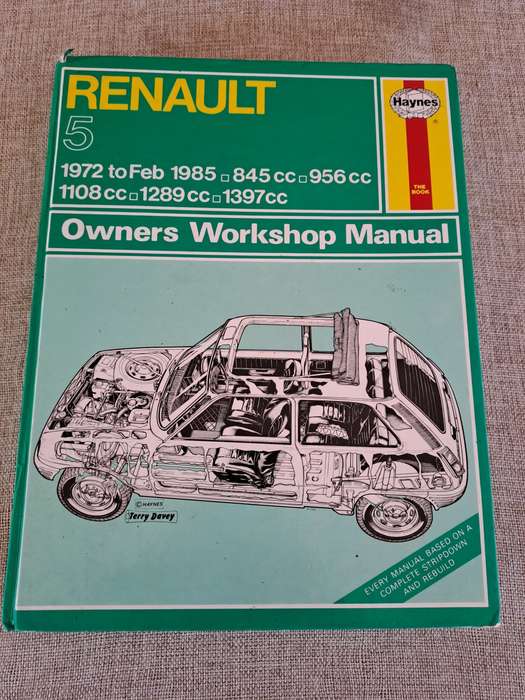 RENAULT
5
1972 to Feb 1985 □ 845 cc □ 956 cc
1108 cc □ 1289 cc □ 1397 cc
Haynes
®
THE
BOOK
Owners Workshop Manual
© HAYNES
Terry Davey
EVERY MANUAL BASED ON A
COMPLETE STRIPDOWN
AND REBUILD